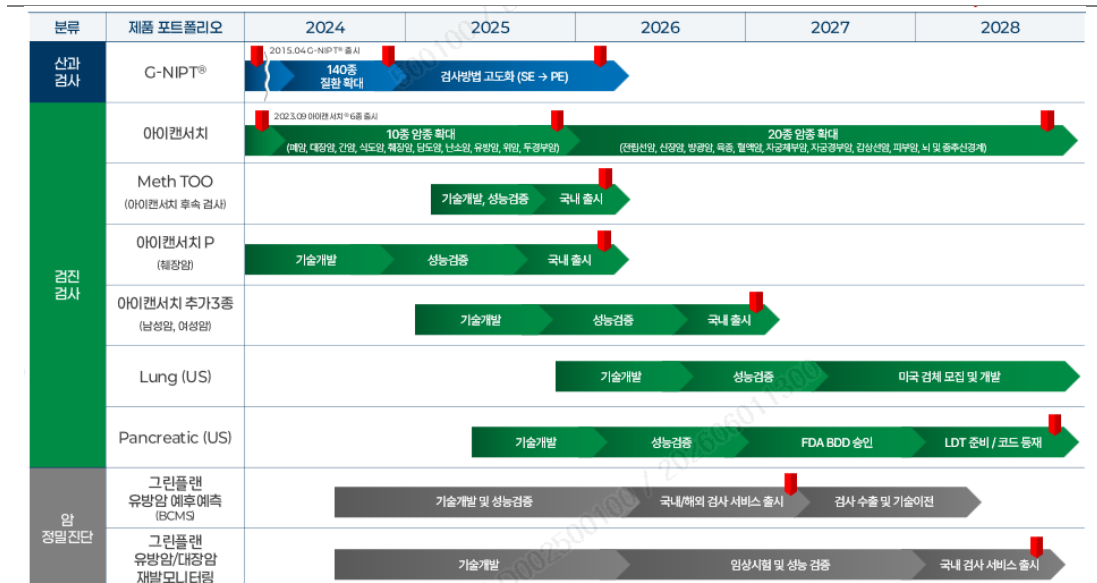 분류 제품 포트폴리오 2024 2025 2026 2027 2028
산과
검사
G-NIPT®
2015.04 G-NIPT® 출시
140종
질환 확대
검사방법 고도화 (SE → PE)
검진
검사
아이캔서치
2023.09 아이캔서치® 6종 출시
10종 암종 확대
(폐암, 대장암, 간암, 식도암, 췌장암, 담도암, 난소암, 유방암, 위암, 두경부암)
20종 암종 확대
(전립선암, 신장암, 방광암, 육종, 혈액암, 자궁체부암, 자궁경부암, 갑상선암, 피부암, 뇌 및 중추신경계)
Meth TOO
(아이캔서치 후속 검사)
기술개발, 성능검증 국내 출시
아이캔서치 P
(췌장암)
기술개발 성능검증 국내 출시
아이캔서치 추가3종
(남성암, 여성암)
기술개발 성능검증 국내 출시
Lung (US)
기술개발 성능검증 미국 검체 모집 및 개발
Pancreatic (US)
기술개발 성능검증 FDA BDD 승인 LDT 준비 / 코드 등재
암
정밀진단
그린플랜
유방암 예후예측
(BCMS)
기술개발 및 성능검증 국내/해외 검사 서비스 출시 검사 수출 및 기술이전
그린플랜
유방암/대장암
재발모니터링
기술개발 임상시험 및 성능 검증 국내 검사 서비스 출시